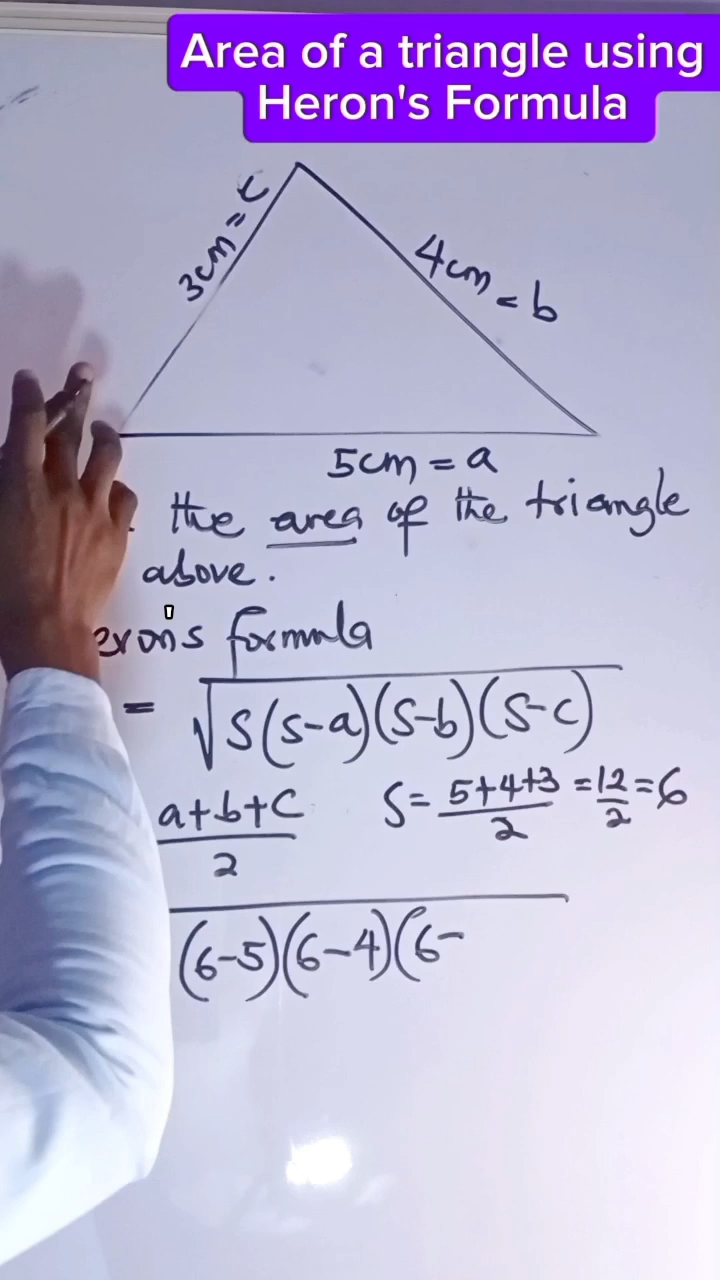 Area of a triangle using
Heron's Formula
3cm = c
4cm = b
5cm = a
the area of the triangle
above.
eron's formula
= √S(s-a)(s-b)(s-c)
a+b+c/2 S= 5+4+3/2 =12/2=6
(6-5)(6-4)(6-